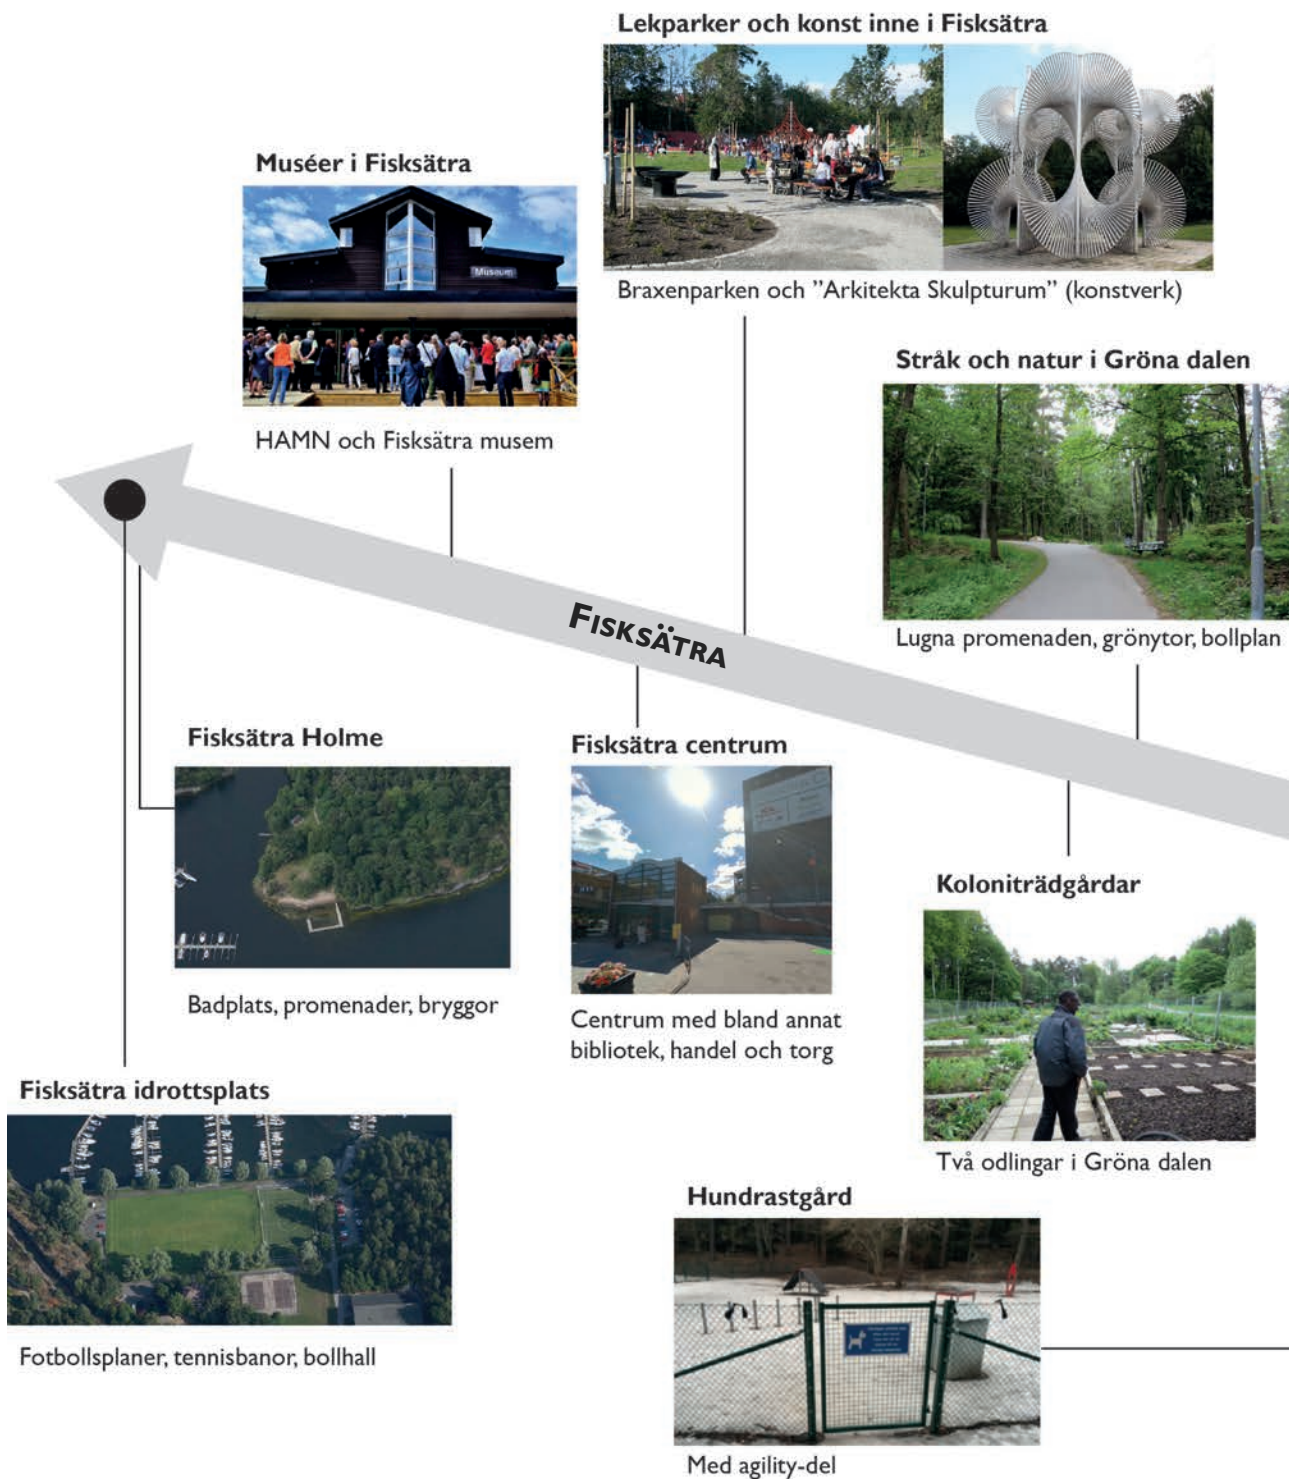 Lekparker och konst inne i Fisksätra
Braxenparken och ”Arkitekta Skulpturum” (konstverk)
Muséer i Fisksätra
Museum
HAMN och Fisksätra musem
Stråk och natur i Gröna dalen
Lugna promenaden, grönytor, bollplan
FISKSÄTRA
Fisksätra Holme
Badplats, promenader, bryggor
Fisksätra centrum
Centrum med bland annat
bibliotek, handel och torg
Koloniträdgårdar
Två odlingar i Gröna dalen
Fisksätra idrottsplats
Fotbollsplaner, tennisbanor, bollhall
Hundrastgård
Med agility-del